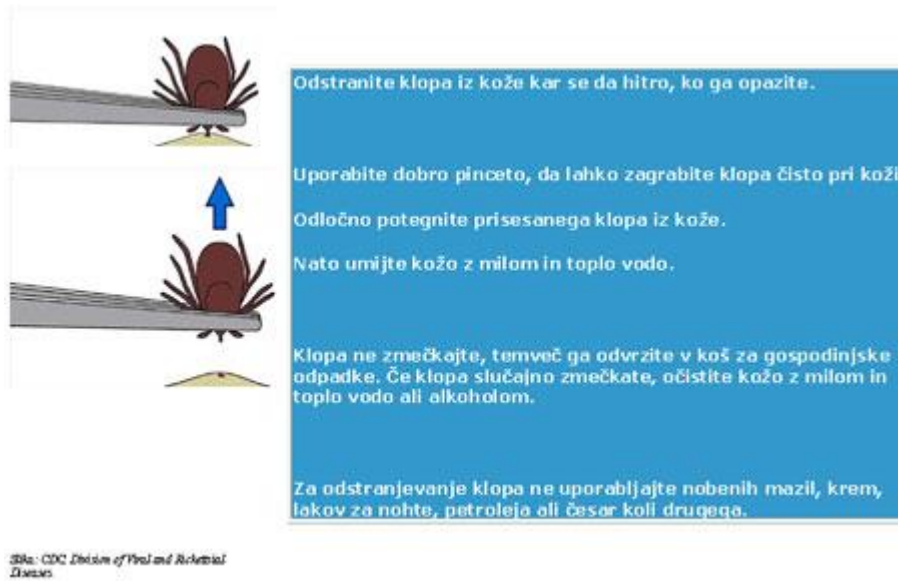 Odstranite klopa iz kože kar se da hitro, ko ga opazite.
Uporabite dobro pinceto, da lahko zagrabite klopa čisto pri koži
Odločno potegnite prisesanega klopa iz kože.
Nato umijte kožo z milom in toplo vodo.
Klopa ne zmečkajte, temveč ga odvrzite v koš za gospodinjske
odpadke. Če klopa slučajno zmečkate, očistite kožo z milom in
toplo vodo ali alkoholom.
Za odstranjevanje klopa ne uporabljajte nobenih mazil, krem,
lakov za nohte, petroleja ali česar koli drugega.
Slika: CDC Division of Viral and Rickettsial
Diseases